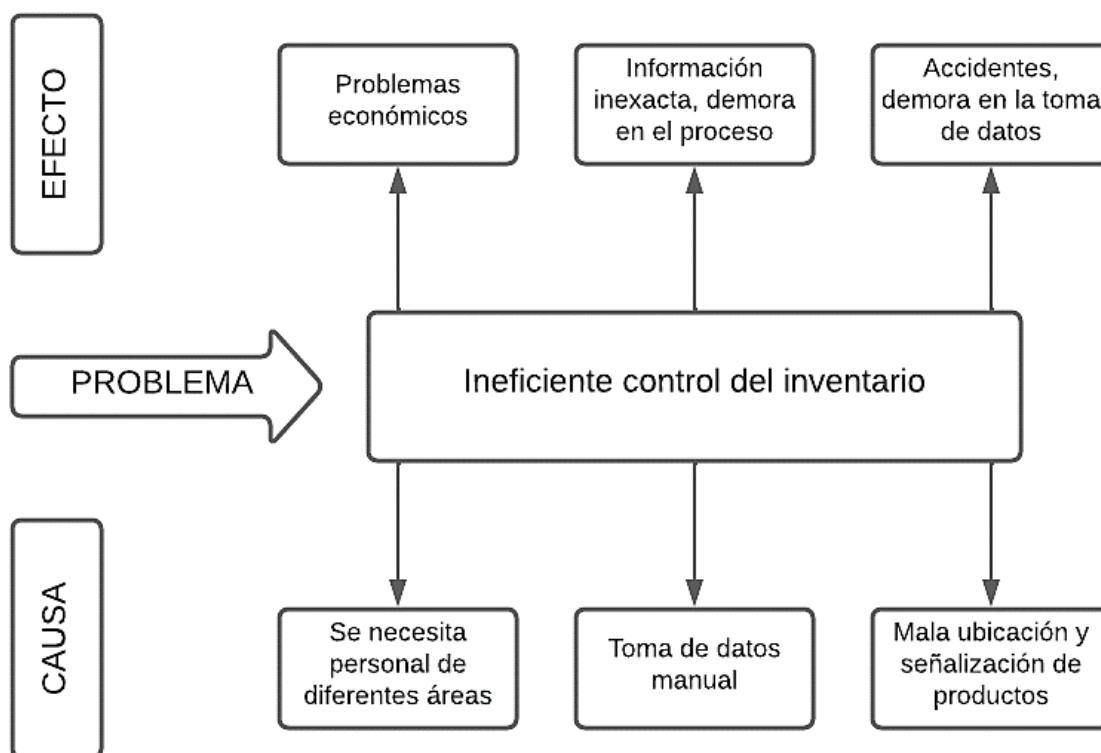 EFECTO
Problemas
económicos
Información
inexacta, demora
en el proceso
Accidentes,
demora en la toma
de datos
PROBLEMA
Ineficiente control del inventario
CAUSA
Se necesita
personal de
diferentes áreas
Toma de datos
manual
Mala ubicación y
señalización de
productos